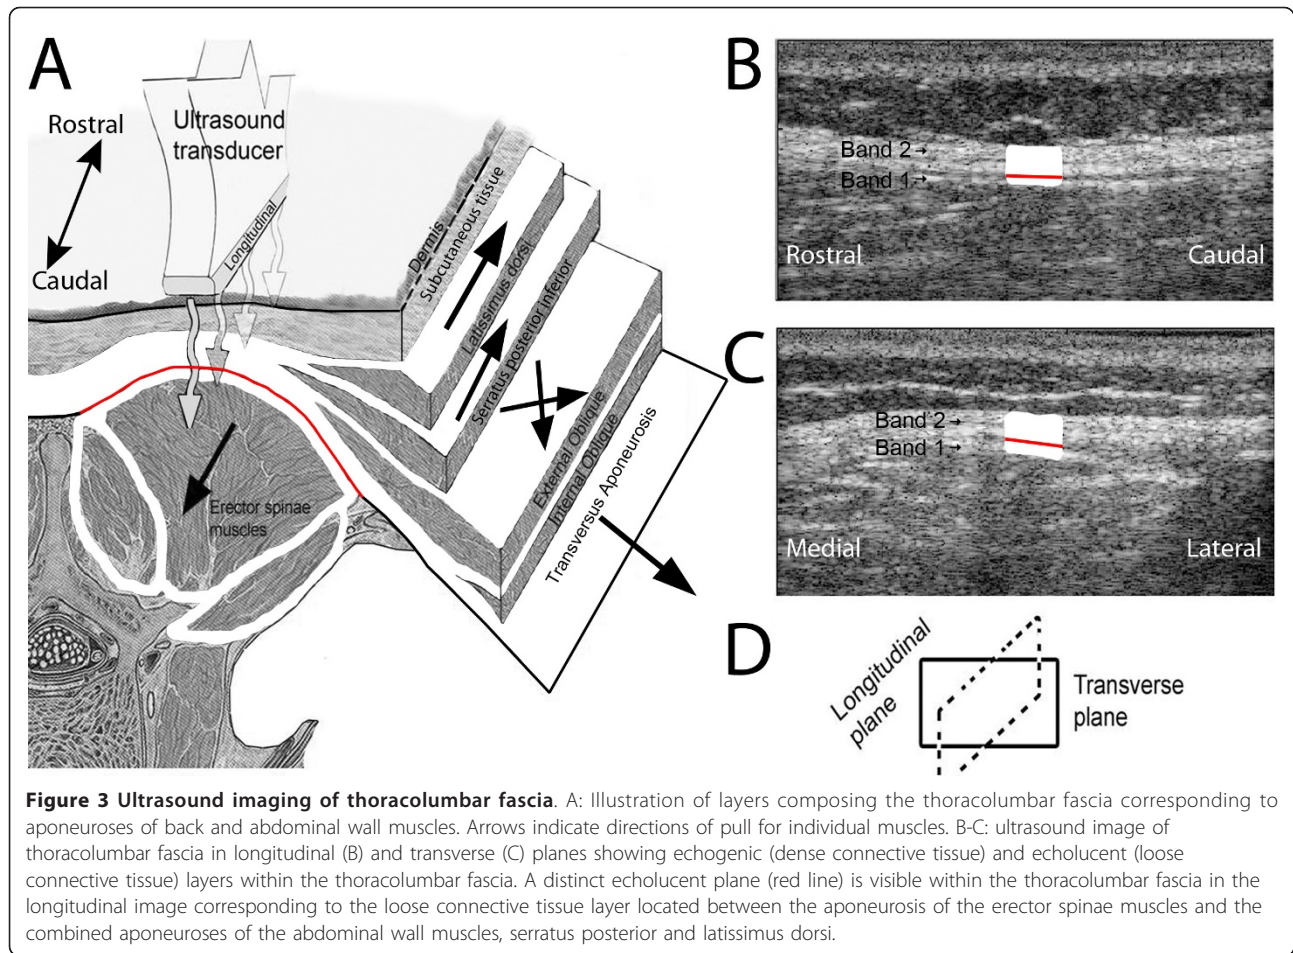 A
Rostral
Caudal
Ultrasound
transducer
Longitudinal
Dermis
Subcutaneous tissue
Latissimus dorsi
Serratus posterior inferior
External Oblique
Internal Oblique
Transversus Aponeurosis
Erector spinae
muscles
B
Band 2
Band 1
Rostral
Caudal
C
Band 2
Band 1
Medial
Lateral
D
Longitudinal
plane
Transverse
plane
Figure 3 Ultrasound imaging of thoracolumbar fascia. A: Illustration of layers composing the thoracolumbar fascia corresponding to
aponeuroses of back and abdominal wall muscles. Arrows indicate directions of pull for individual muscles. B-C: ultrasound image of
thoracolumbar fascia in longitudinal (B) and transverse (C) planes showing echogenic (dense connective tissue) and echolucent (loose
connective tissue) layers within the thoracolumbar fascia. A distinct echolucent plane (red line) is visible within the thoracolumbar fascia in the
longitudinal image corresponding to the loose connective tissue layer located between the aponeurosis of the erector spinae muscles and the
combined aponeuroses of the abdominal wall muscles, serratus posterior and latissimus dorsi.